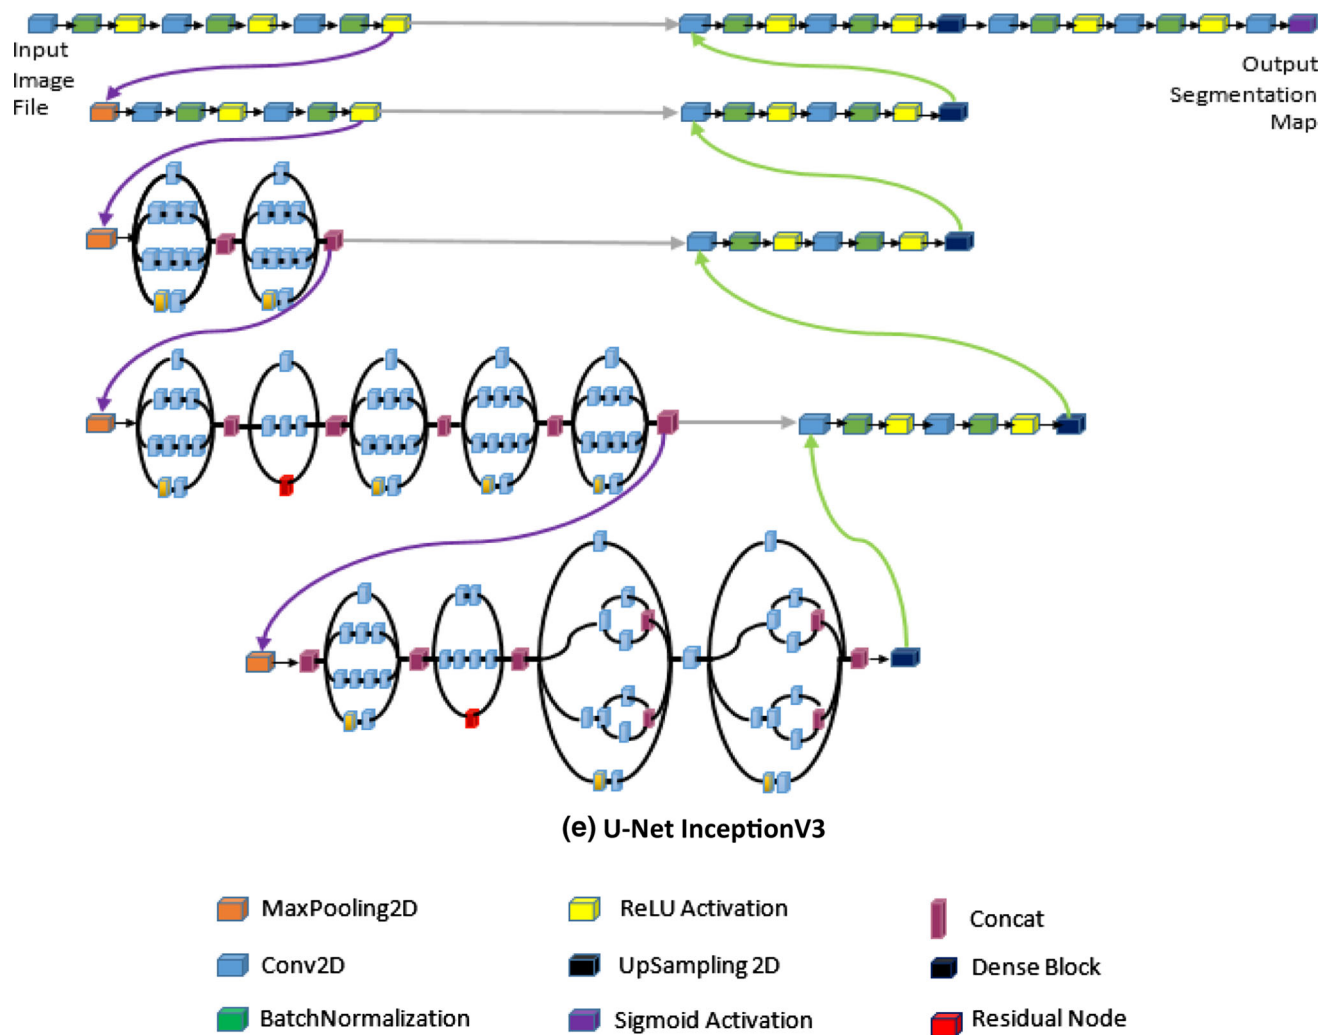 Input
Image
File
Output
Segmentation
Map
(e) U-Net InceptionV3
MaxPooling2D
ReLU Activation
Concat
Conv2D
UpSampling 2D
Dense Block
BatchNormalization
Sigmoid Activation
Residual Node